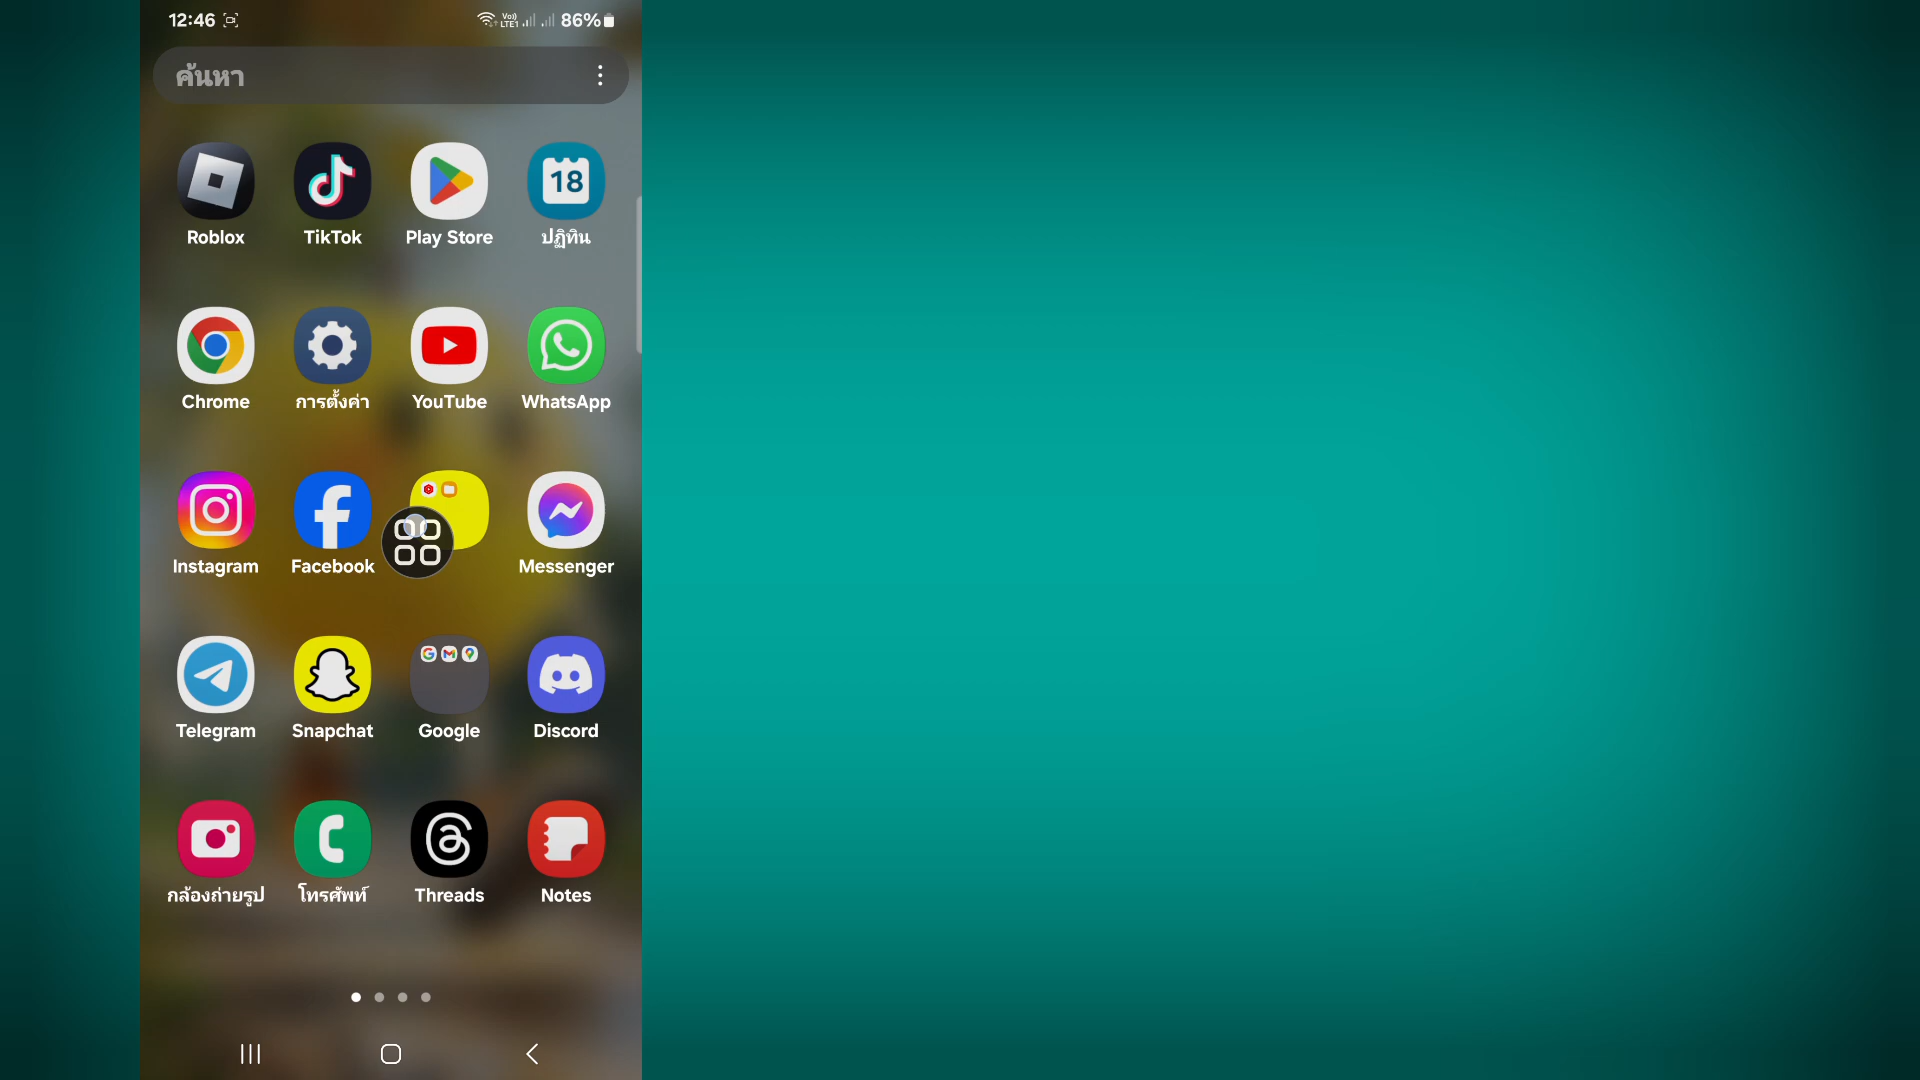 12:46 Vo)) LTE1 86%
ค้นหา
Roblox TikTok Play Store ปฏิทิน
18
Chrome การตั้งค่า YouTube WhatsApp
Instagram Facebook Messenger
Telegram Snapchat Google Discord
กล้องถ่ายรูป โทรศัพท์ Threads Notes